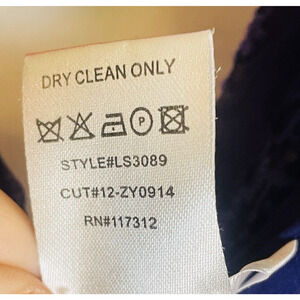 DRY CLEAN ONLY
P
STYLE#LS3089
CUT#12-ZY0914
RN#117312